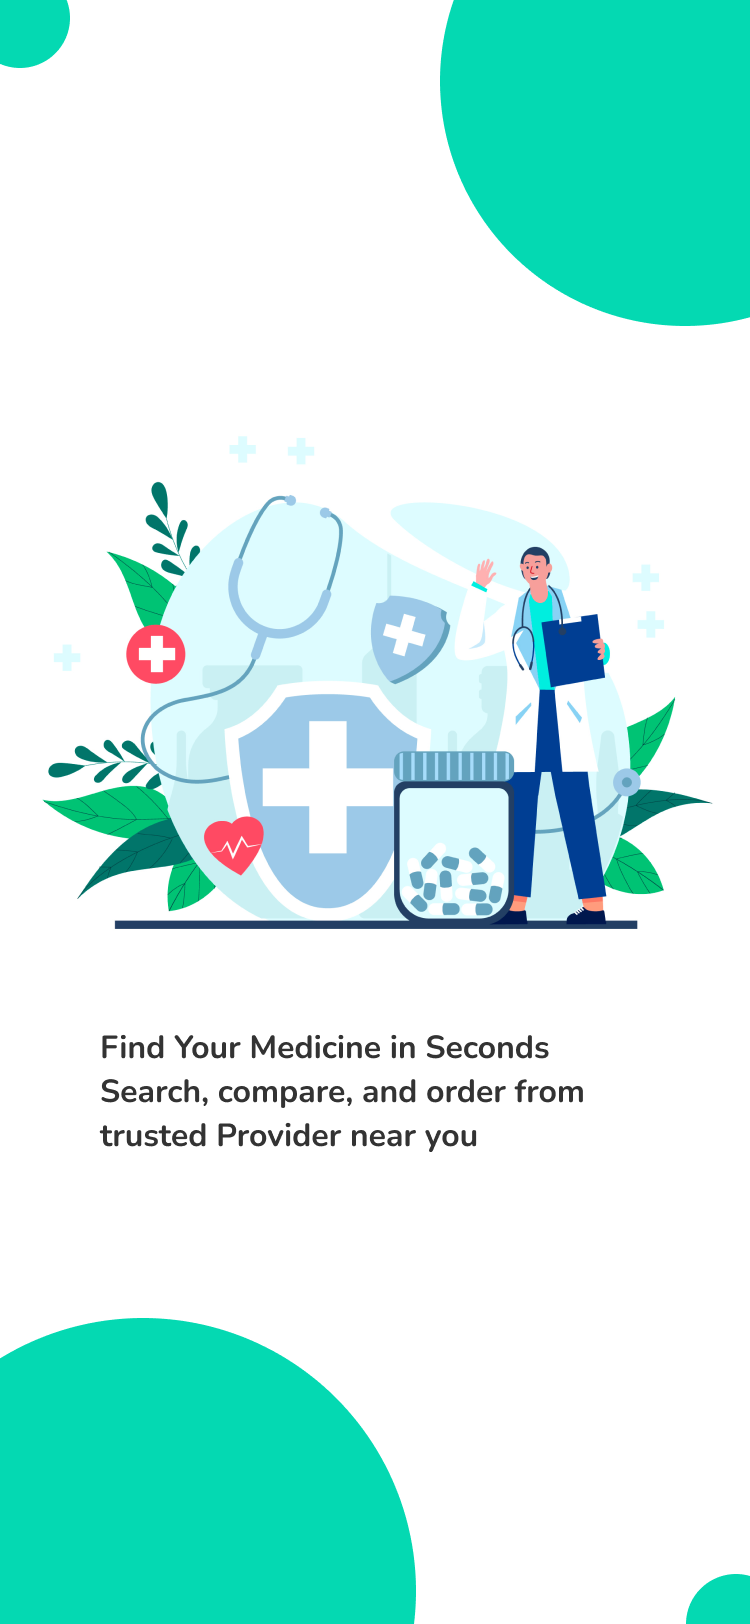 Find Your Medicine in Seconds
Search, compare, and order from
trusted Provider near you